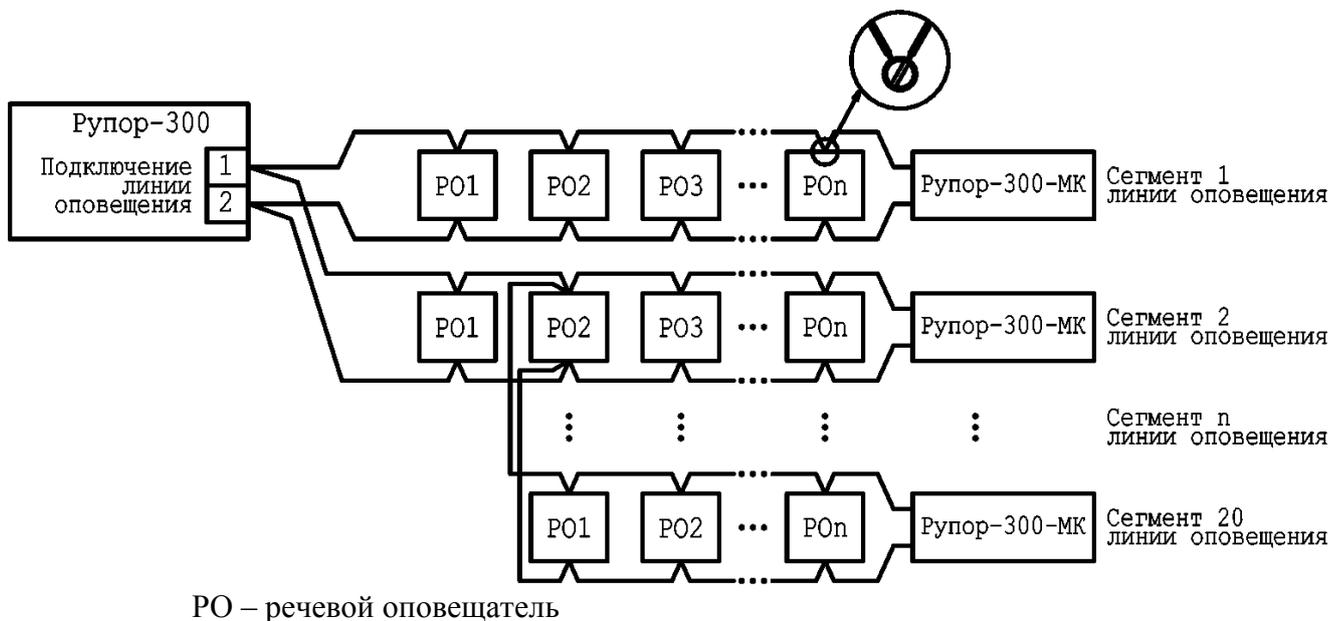 Рупор-300
Подключение
линии
оповещения
1
2
РО1 РО2 РО3 ... РОn
Рупор-300-МК
Сегмент 1
линии оповещения
РО1 РО2 РО3 ... РОn
Рупор-300-МК
Сегмент 2
линии оповещения
Сегмент n
линии оповещения
РО1 РО2 ... РОn
Рупор-300-МК
Сегмент 20
линии оповещения
РО – речевой оповещатель